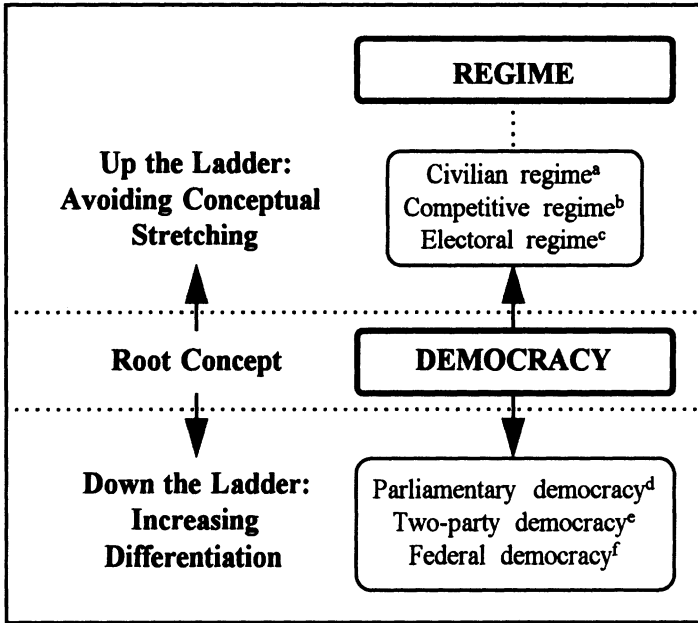 REGIME
Up the Ladder:
Avoiding Conceptual
Stretching
Civilian regimeᵃ
Competitive regimeᵇ
Electoral regimeᶜ
Root Concept
DEMOCRACY
Down the Ladder:
Increasing
Differentiation
Parliamentary democracyᵈ
Two-party democracyᵉ
Federal democracyᶠ